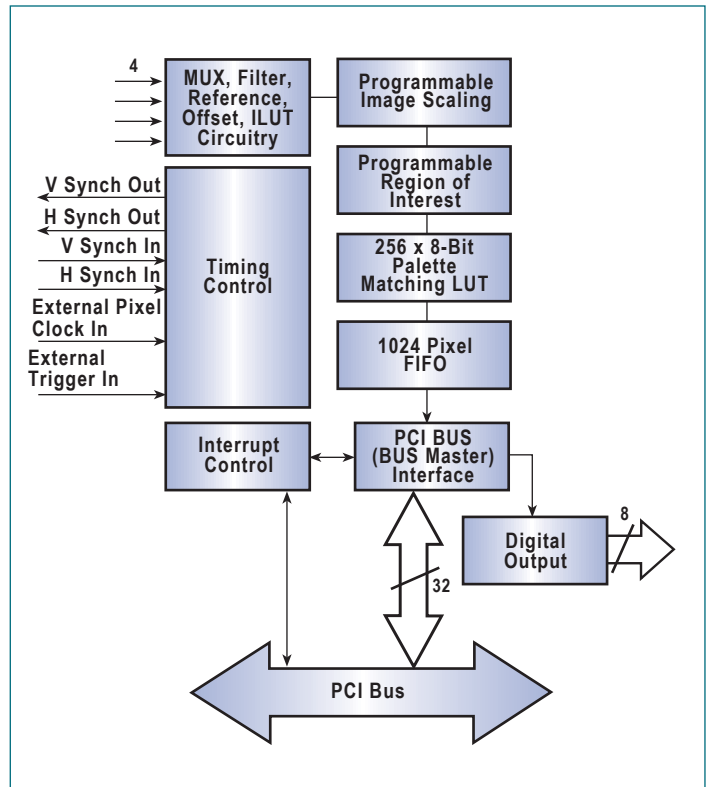 4
MUX, Filter,
Reference,
Offset, ILUT
Circuitry
Programmable
Image Scaling
Programmable
Region of
Interest
V Synch Out
H Synch Out
V Synch In
H Synch In
External Pixel
Clock In
External
Trigger In
Timing
Control
256 x 8-Bit
Palette
Matching LUT
1024 Pixel
FIFO
Interrupt
Control
PCI BUS
(BUS Master)
Interface
Digital
Output
8
32
PCI Bus